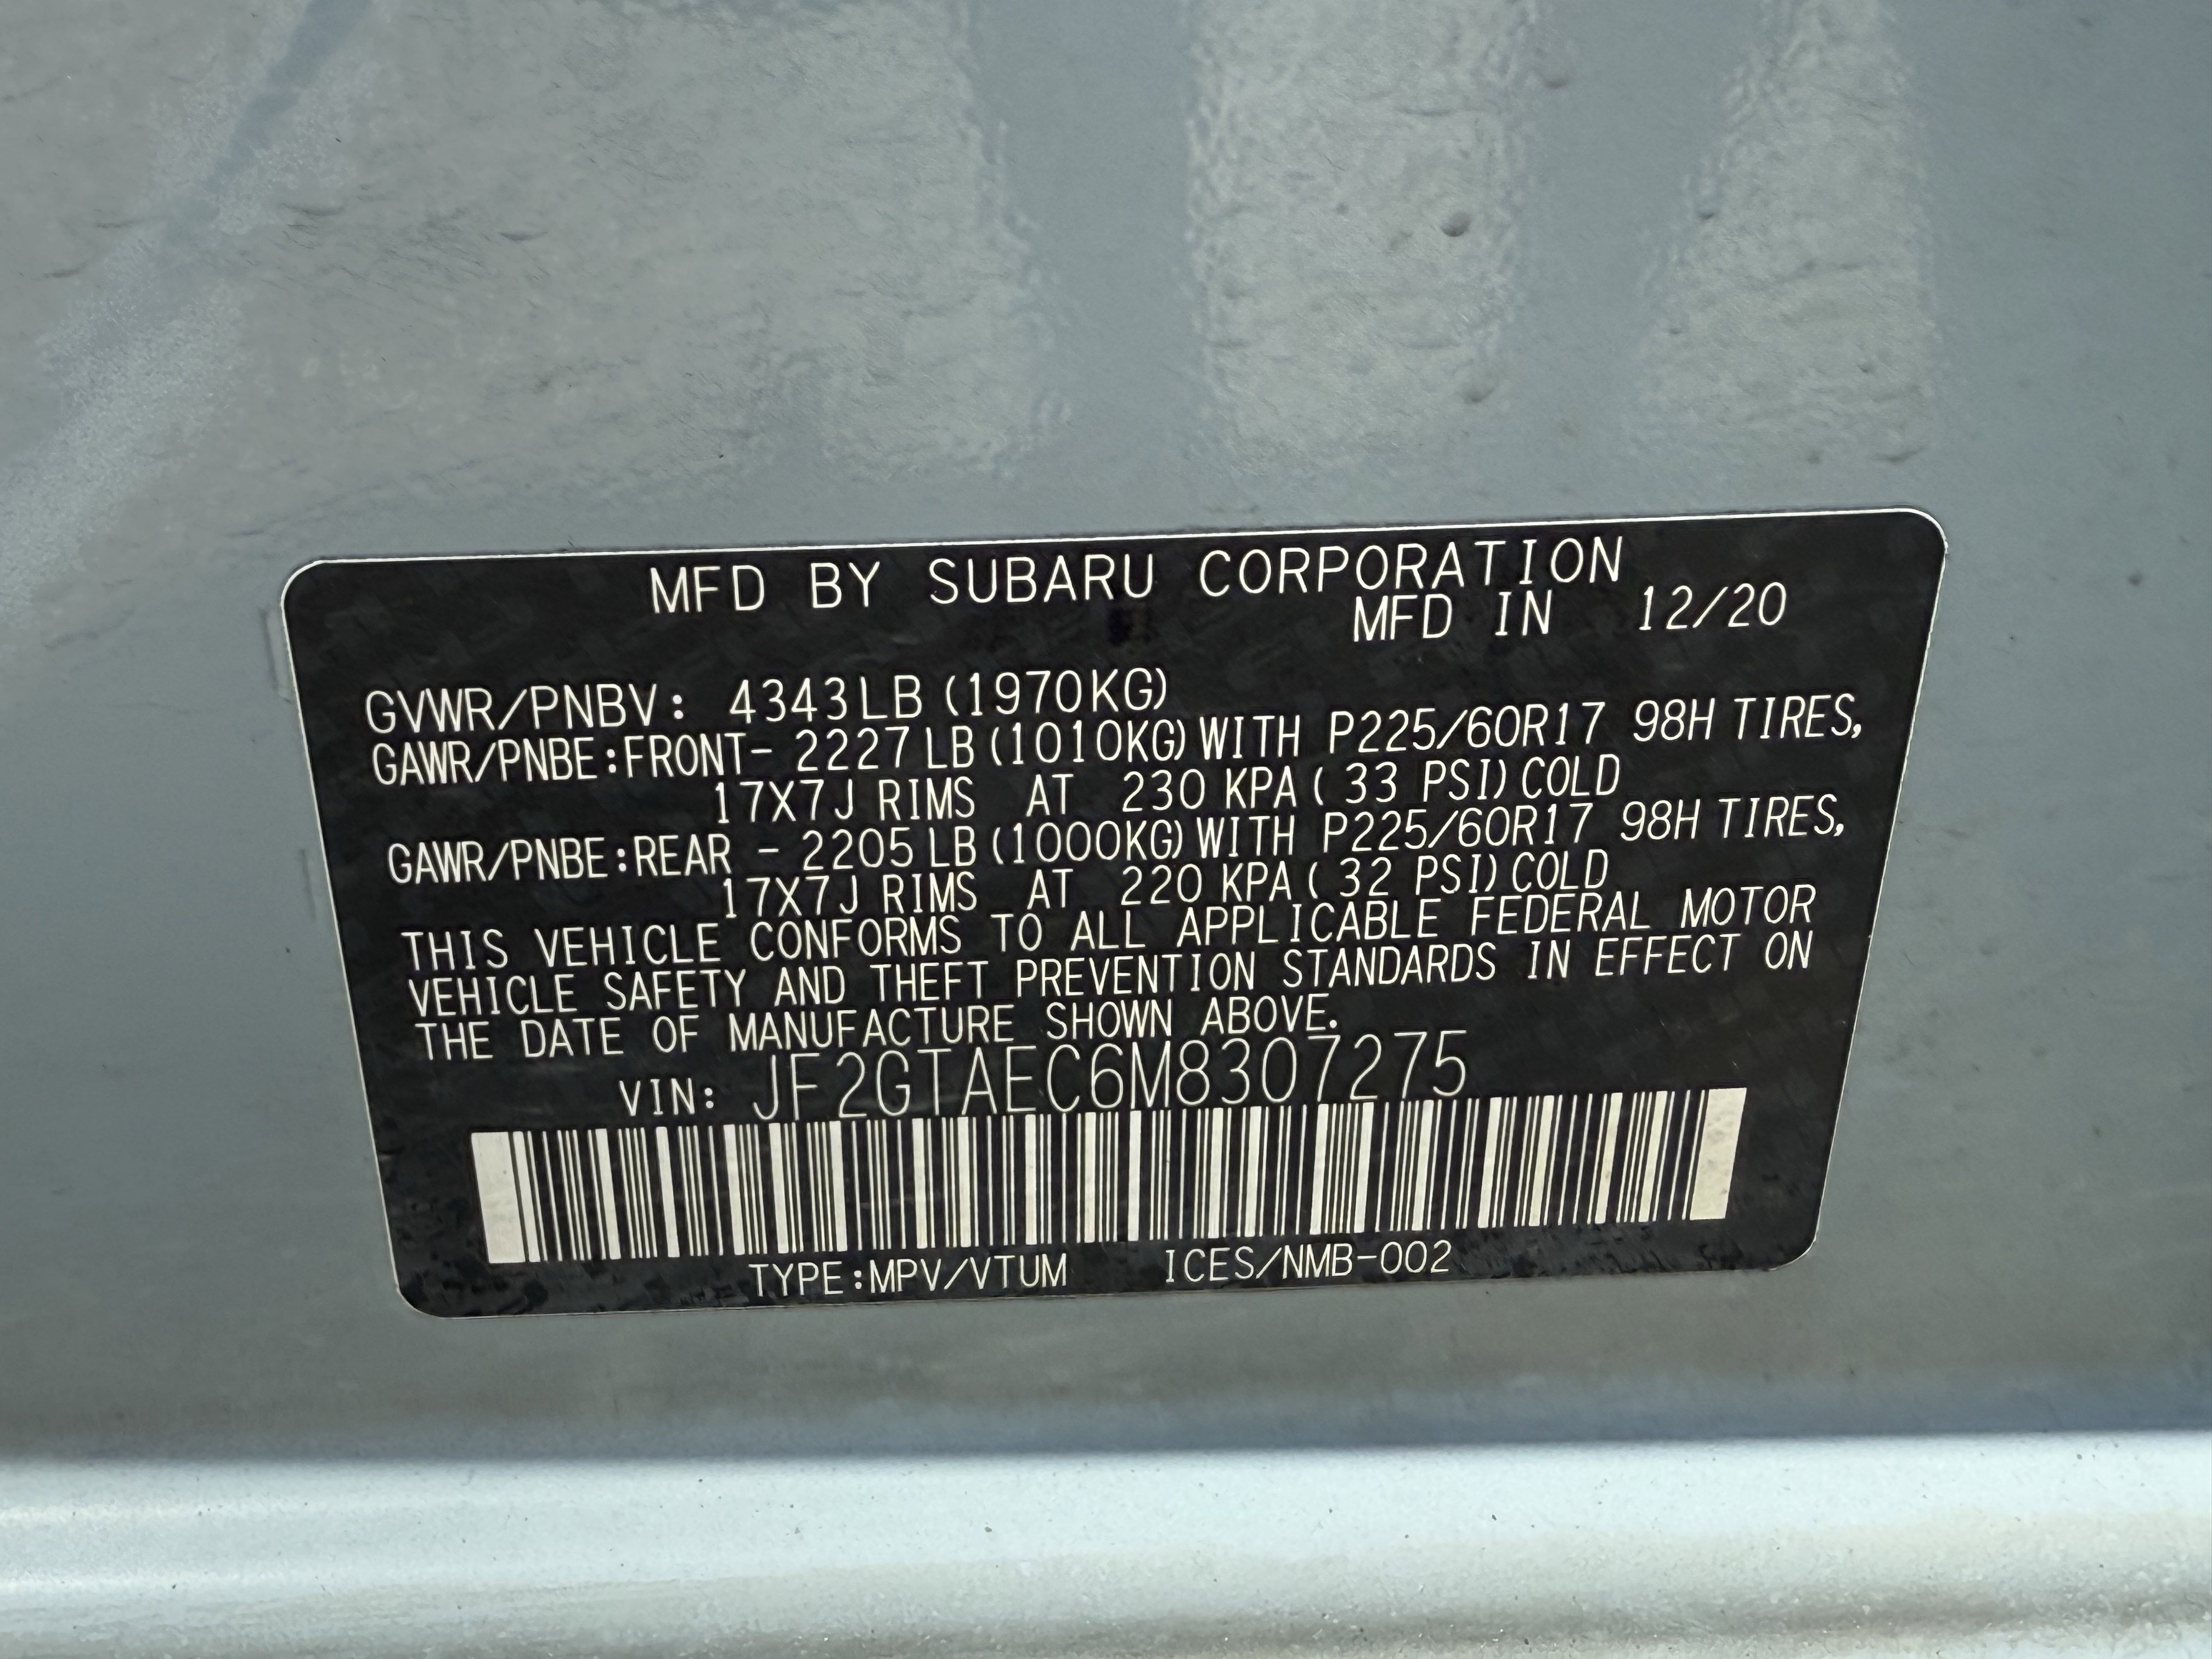 MFD BY SUBARU CORPORATION
MFD IN 12/20
GVWR/PNBV: 4343LB (1970KG)
GAWR/PNBE:FRONT- 2227 LB (1010KG) WITH P225/60R17 98H TIRES,
17X7J RIMS AT 230 KPA ( 33 PSI) COLD
GAWR/PNBE:REAR - 2205 LB (1000KG) WITH P225/60R17 98H TIRES,
17X7J RIMS AT 220 KPA ( 32 PSI) COLD
THIS VEHICLE CONFORMS TO ALL APPLICABLE FEDERAL MOTOR
VEHICLE SAFETY AND THEFT PREVENTION STANDARDS IN EFFECT ON
THE DATE OF MANUFACTURE SHOWN ABOVE.
VIN: JF2GTAEC6M8307275
TYPE:MPV/VTUM ICES/NMB-002